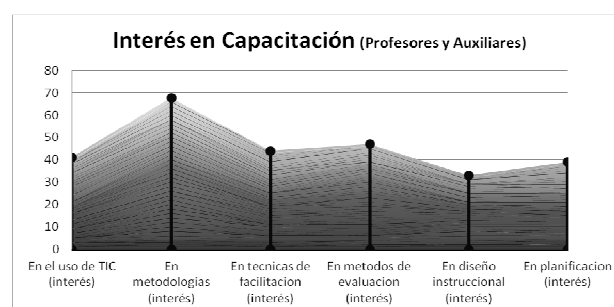 Interés en Capacitación (Profesores y Auxiliares)
80
70
60
50
40
30
20
10
0
En el uso de TIC
(interés)
En
metodologias
(interés)
En tecnicas de
facilitacion
(interés)
En metodos de
evaluacion
(interés)
En diseño
instruccional
(interés)
En planificacion
(interés)